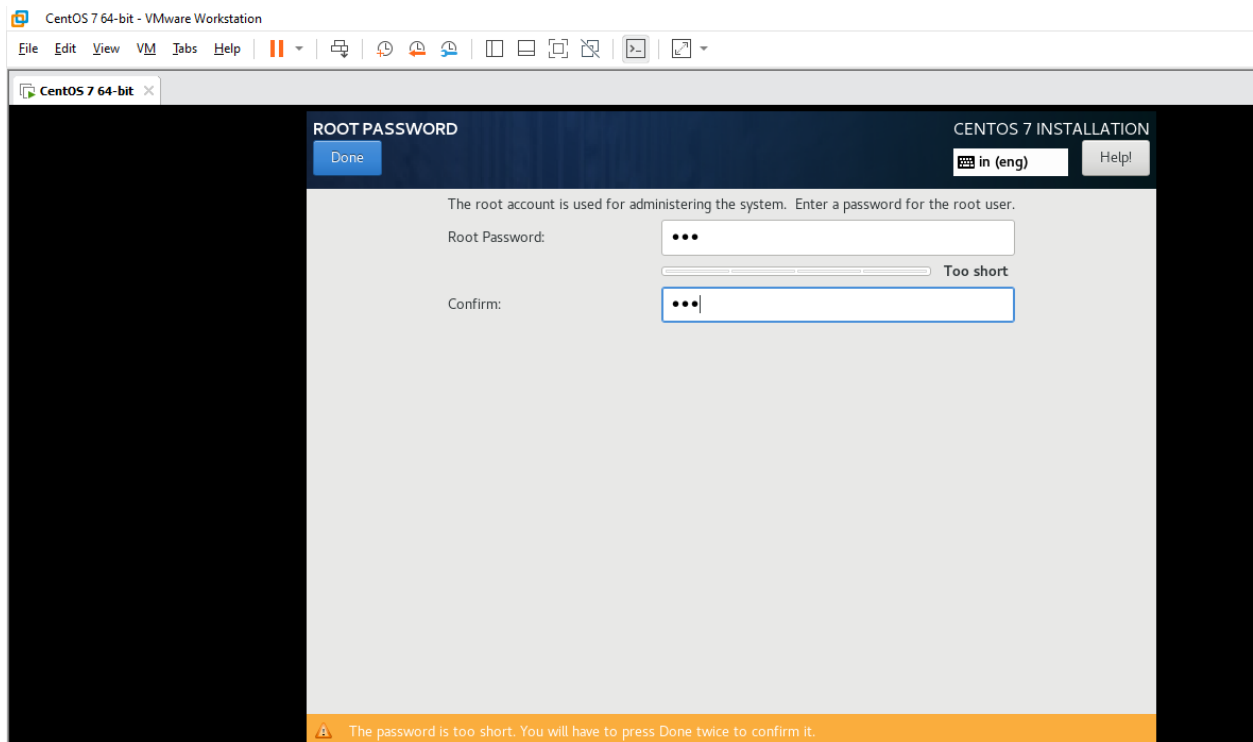 CentOS 7 64-bit - VMware Workstation
File Edit View VM Tabs Help
CentOS 7 64-bit
ROOT PASSWORD
CENTOS 7 INSTALLATION
Done
in (eng)
Help!
The root account is used for administering the system. Enter a password for the root user.
Root Password: •••
Too short
Confirm: •••
The password is too short. You will have to press Done twice to confirm it.